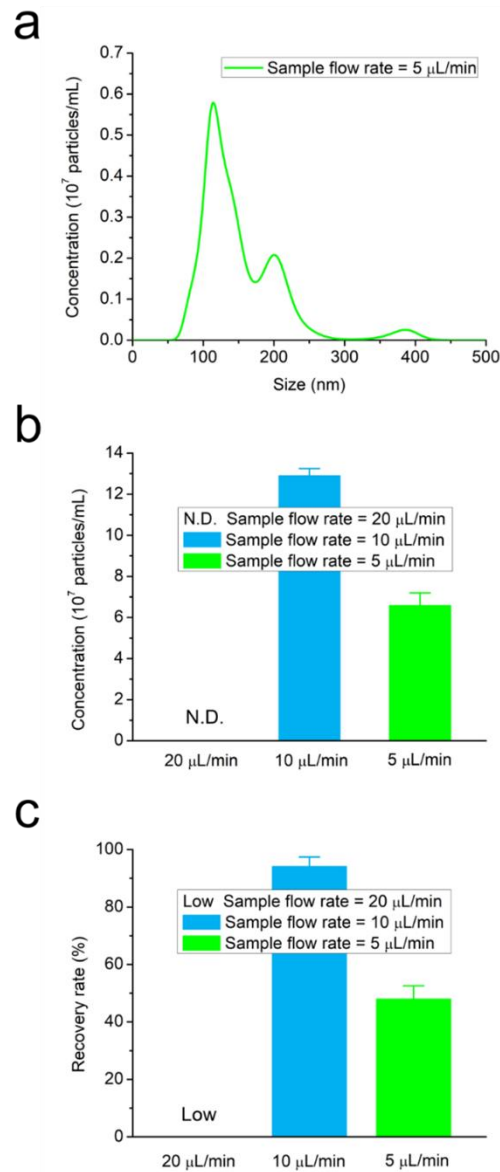 a
0.7
0.6
0.5
0.4
0.3
0.2
0.1
0.0
Concentration (10⁷ particles/mL)
Sample flow rate = 5 μL/min
0 100 200 300 400 500
Size (nm)
b
14
12
10
8
6
4
2
0
Concentration (10⁷ particles/mL)
N.D. Sample flow rate = 20 μL/min
Sample flow rate = 10 μL/min
Sample flow rate = 5 μL/min
N.D.
20 μL/min 10 μL/min 5 μL/min
c
100
80
60
40
20
0
Recovery rate (%)
Low Sample flow rate = 20 μL/min
Sample flow rate = 10 μL/min
Sample flow rate = 5 μL/min
Low
20 μL/min 10 μL/min 5 μL/min